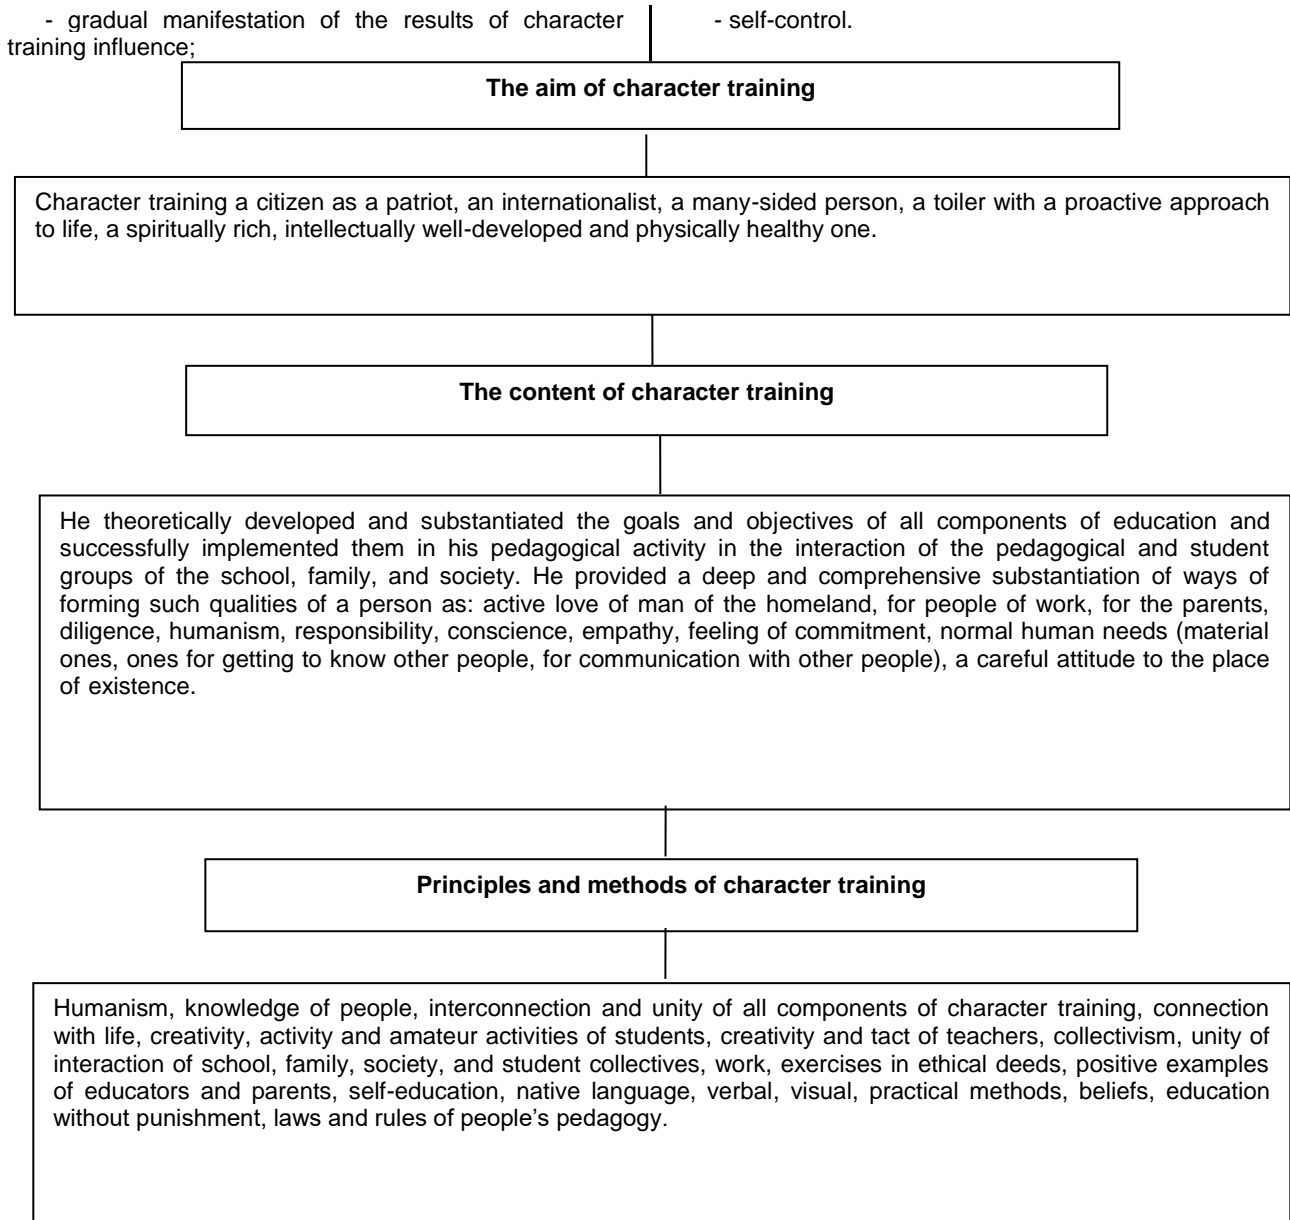 - gradual manifestation of the results of character
training influence;
- self-control.
The aim of character training
Character training a citizen as a patriot, an internationalist, a many-sided person, a toiler with a proactive approach
to life, a spiritually rich, intellectually well-developed and physically healthy one.
The content of character training
He theoretically developed and substantiated the goals and objectives of all components of education and
successfully implemented them in his pedagogical activity in the interaction of the pedagogical and student
groups of the school, family, and society. He provided a deep and comprehensive substantiation of ways of
forming such qualities of a person as: active love of man of the homeland, for people of work, for the parents,
diligence, humanism, responsibility, conscience, empathy, feeling of commitment, normal human needs (material
ones, ones for getting to know other people, for communication with other people), a careful attitude to the place
of existence.
Principles and methods of character training
Humanism, knowledge of people, interconnection and unity of all components of character training, connection
with life, creativity, activity and amateur activities of students, creativity and tact of teachers, collectivism, unity of
interaction of school, family, society, and student collectives, work, exercises in ethical deeds, positive examples
of educators and parents, self-education, native language, verbal, visual, practical methods, beliefs, education
without punishment, laws and rules of people’s pedagogy.